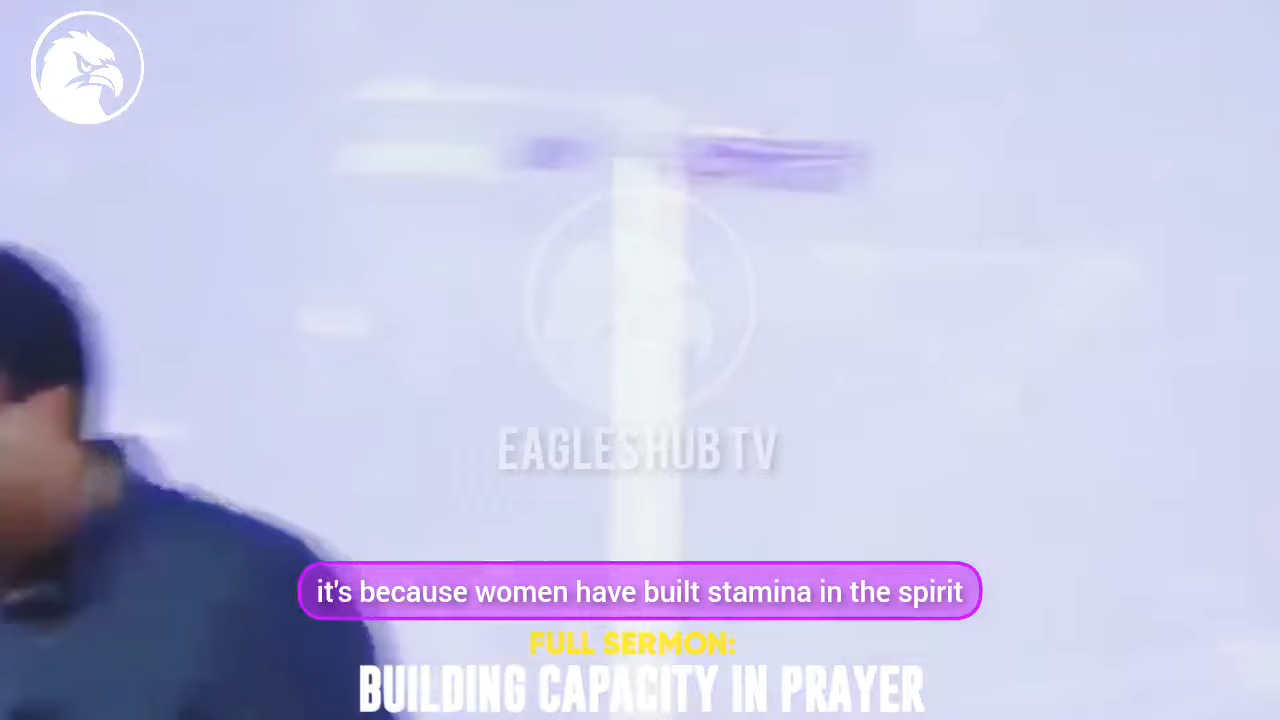 EAGLESHUB TV
it's because women have built stamina in the spirit
FULL SERMON:
BUILDING CAPACITY IN PRAYER